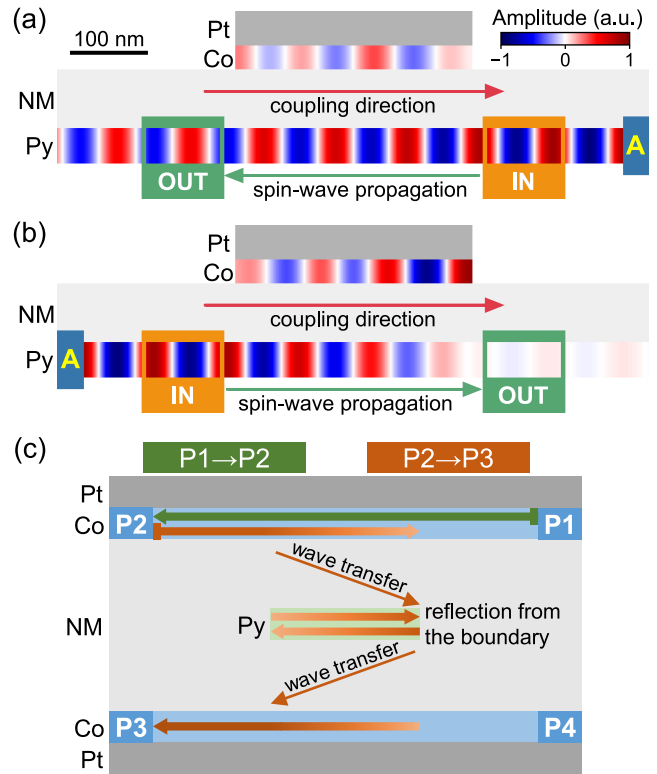 (a)
100 nm
Pt
Co
Amplitude (a.u.)
−1 0 1
NM
coupling direction
Py
A
OUT
IN
spin-wave propagation
(b)
Pt
Co
NM
coupling direction
Py
A
IN
OUT
spin-wave propagation
(c)
P1→P2
P2→P3
Pt
Co
P2
P1
wave transfer
NM
Py
reflection from
the boundary
wave transfer
Co
P3
P4
Pt